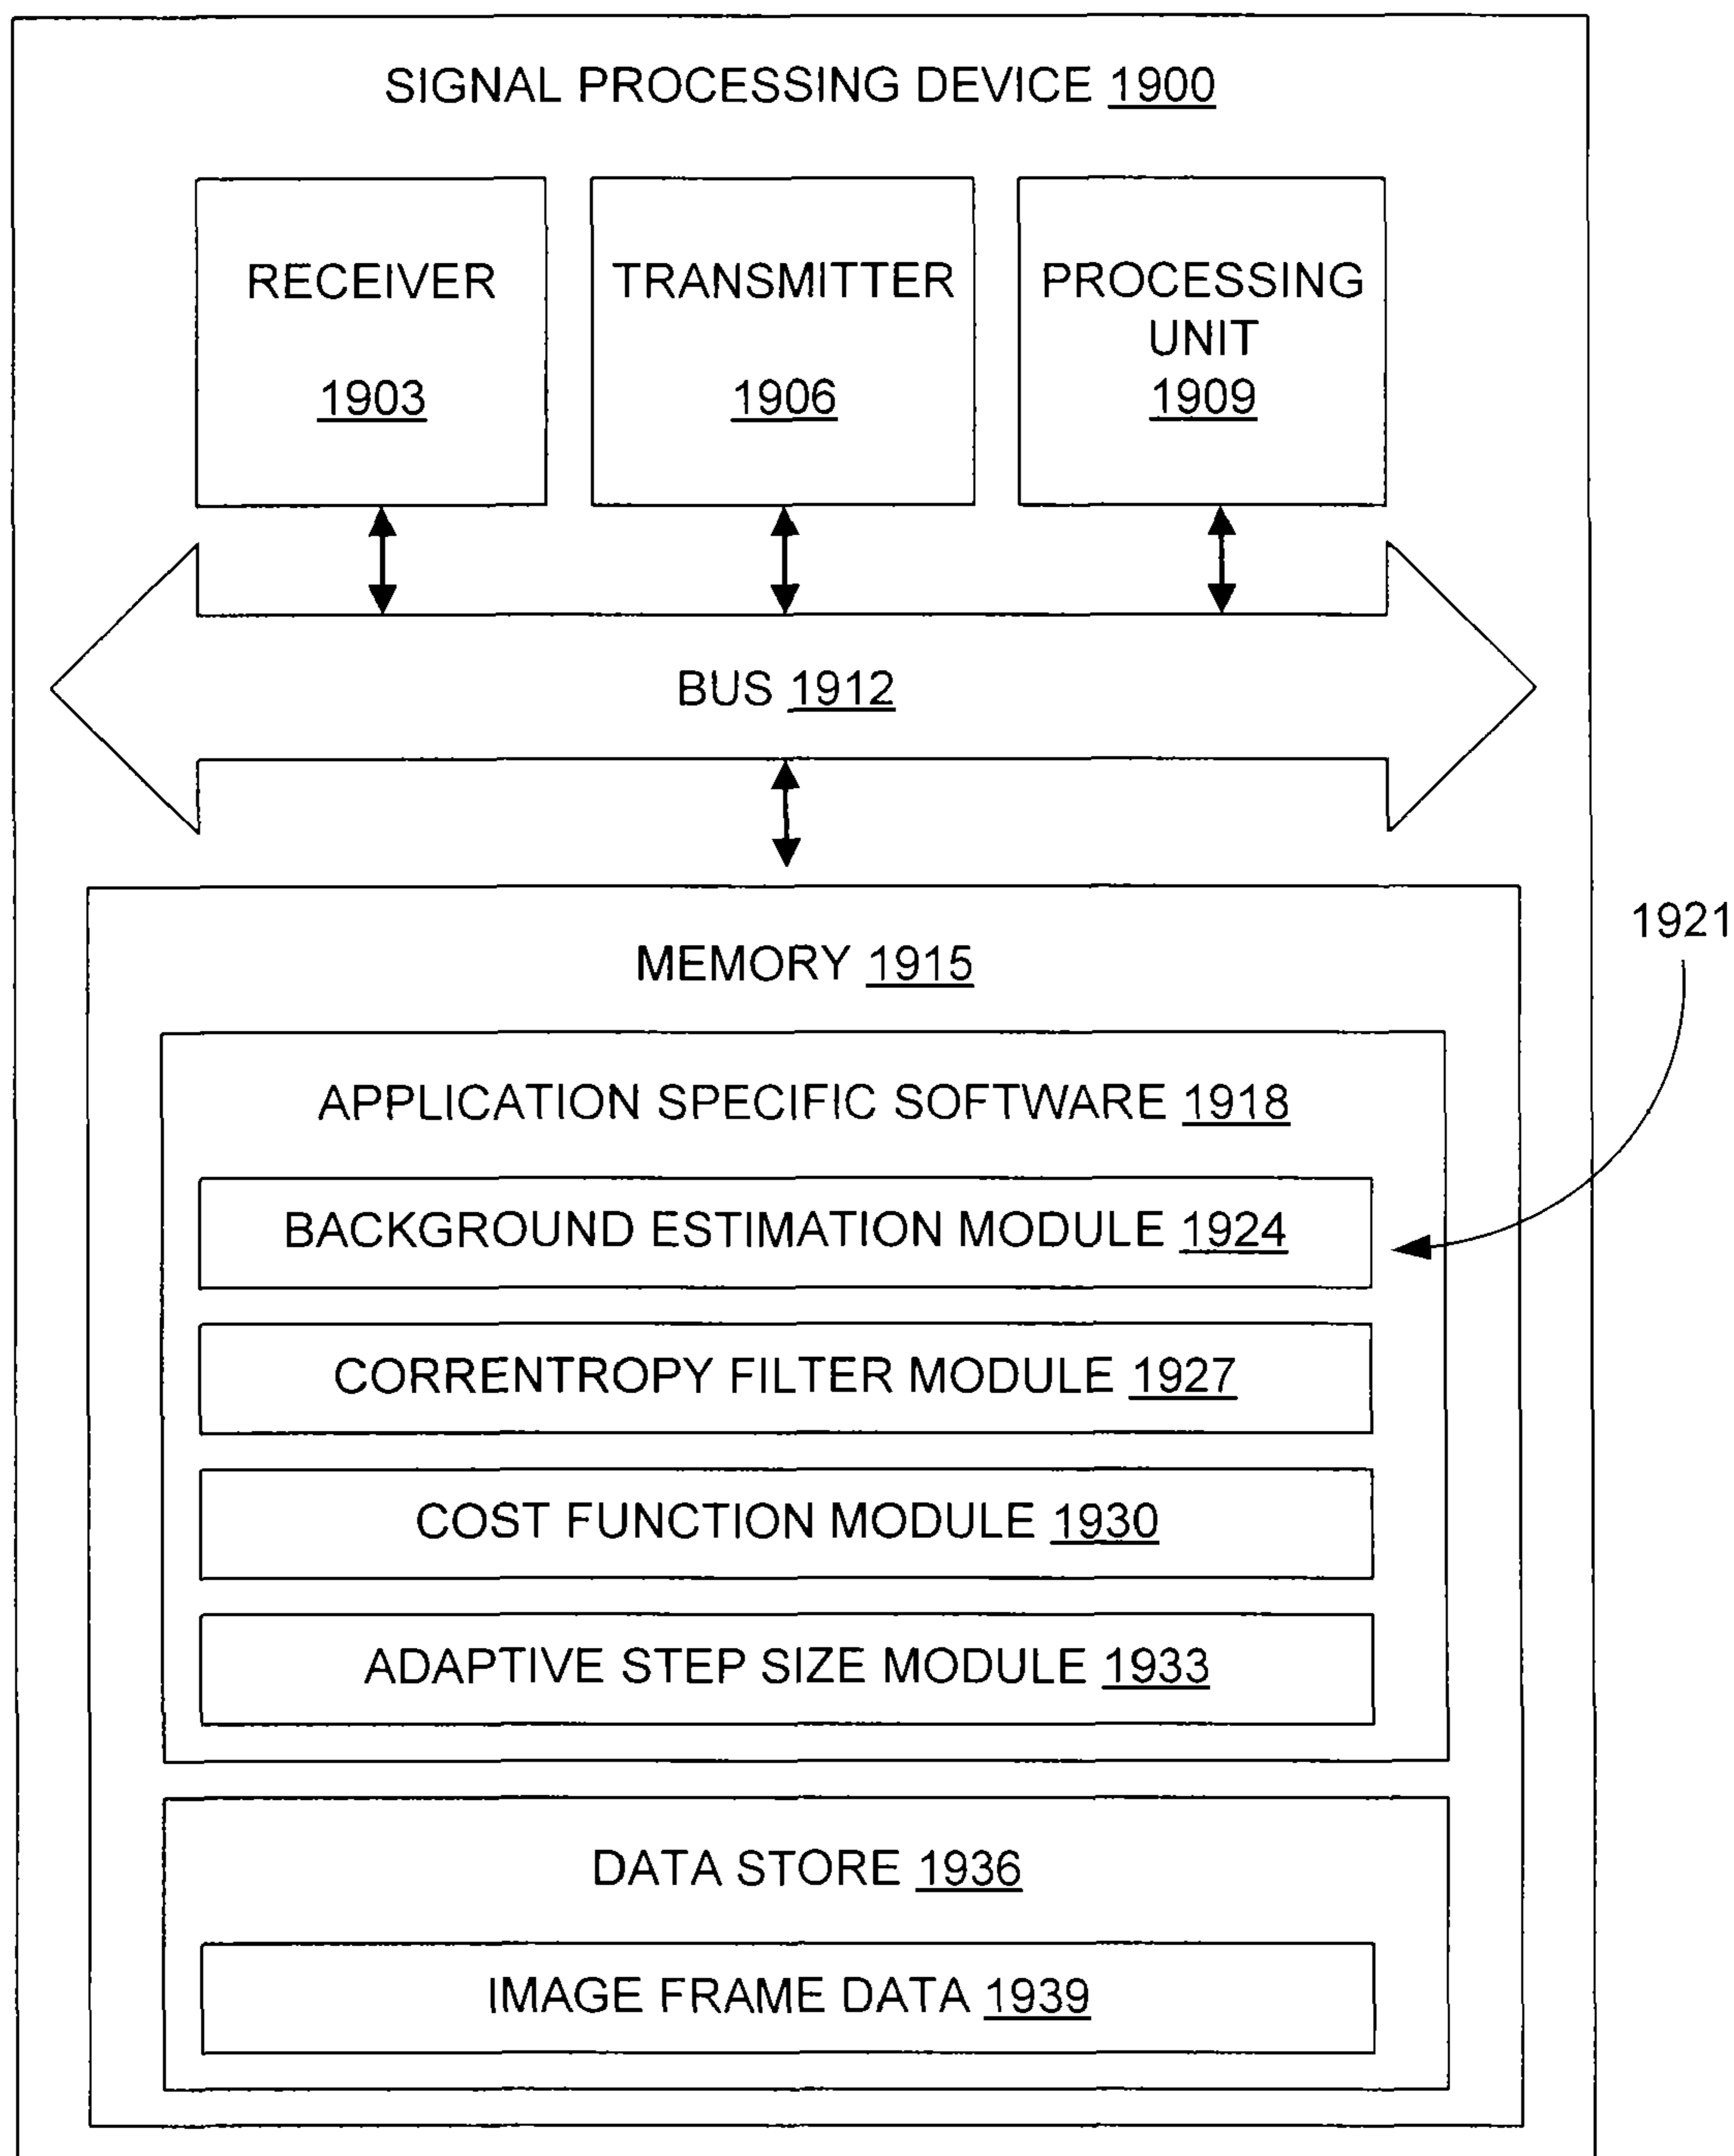 SIGNAL PROCESSING DEVICE 1900
RECEIVER
1903
TRANSMITTER
1906
PROCESSING
UNIT
1909
BUS 1912
MEMORY 1915
1921
APPLICATION SPECIFIC SOFTWARE 1918
BACKGROUND ESTIMATION MODULE 1924
CORRENTROPY FILTER MODULE 1927
COST FUNCTION MODULE 1930
ADAPTIVE STEP SIZE MODULE 1933
DATA STORE 1936
IMAGE FRAME DATA 1939